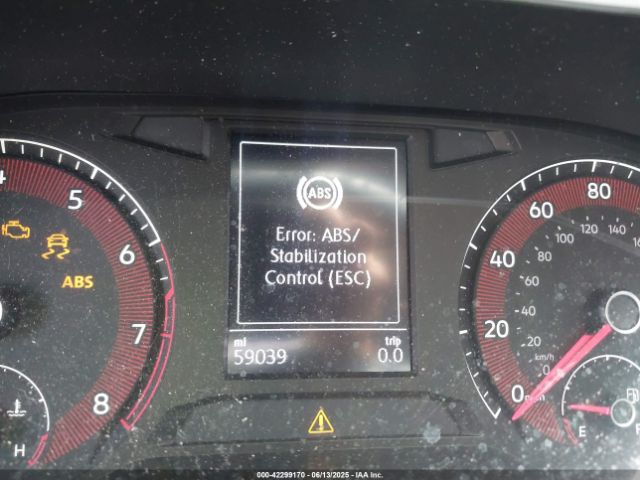 4
5
6
7
8
H
ABS
ABS
Error: ABS/
Stabilization
Control (ESC)
mi
59039
trip
0.0
80
60
40
20
0
100
120
140
80
60
40
20
km/h
0
E
000-42299170 - 06/13/2025 - IAA Inc.